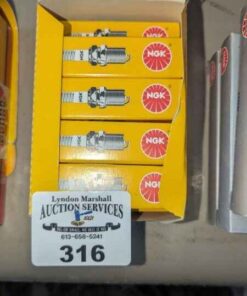 NGK
NGK
NGK
NGK
Lyndon Marshall
AUCTION SERVICES
613-658-5241
316